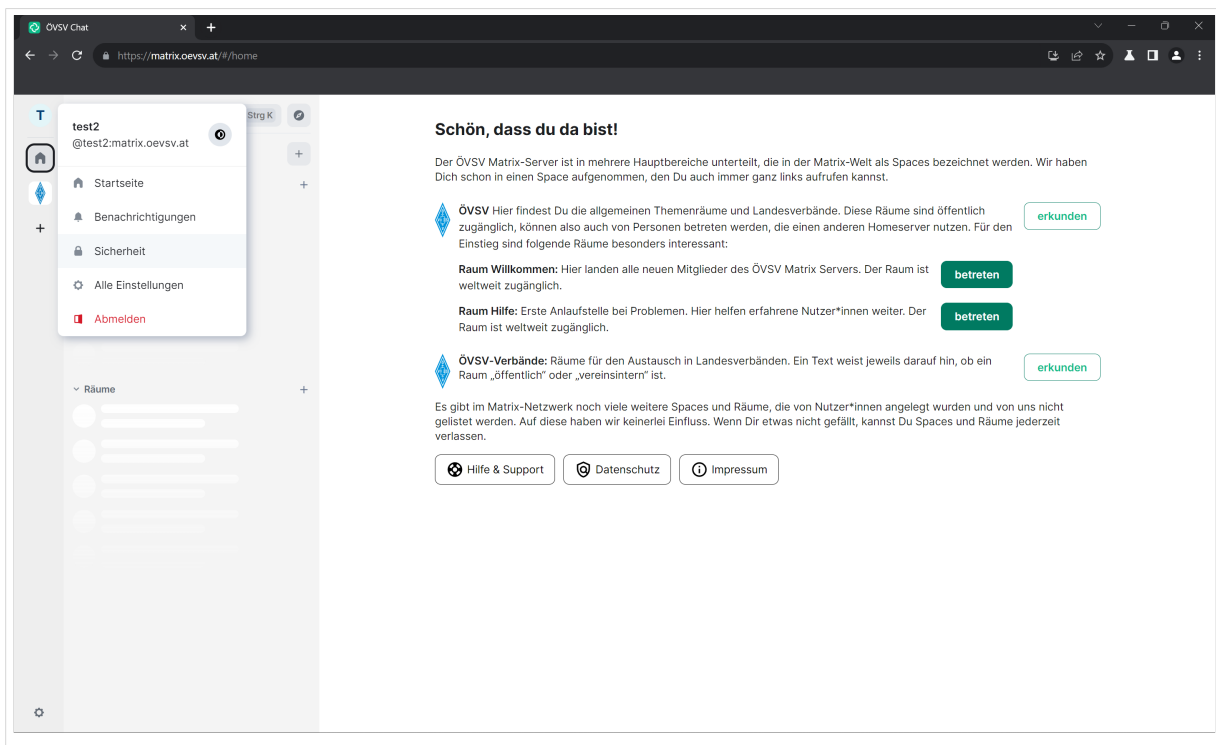 ÖVSV Chat
https://matrix.oevsv.at/#/home
T
test2
@test2:matrix.oevsv.at
Strg K
Startseite
Benachrichtigungen
Sicherheit
Alle Einstellungen
Abmelden
Räume
Schön, dass du da bist!
Der ÖVSV Matrix-Server ist in mehrere Hauptbereiche unterteilt, die in der Matrix-Welt als Spaces bezeichnet werden. Wir haben
Dich schon in einen Space aufgenommen, den Du auch immer ganz links aufrufen kannst.
ÖVSV Hier findest Du die allgemeinen Themenräume und Landesverbände. Diese Räume sind öffentlich
zugänglich, können also auch von Personen betreten werden, die einen anderen Homeserver nutzen. Für den
Einstieg sind folgende Räume besonders interessant:
erkunden
Raum Willkommen: Hier landen alle neuen Mitglieder des ÖVSV Matrix Servers. Der Raum ist
weltweit zugänglich.
betreten
Raum Hilfe: Erste Anlaufstelle bei Problemen. Hier helfen erfahrene Nutzer*innen weiter. Der
Raum ist weltweit zugänglich.
betreten
ÖVSV-Verbände: Räume für den Austausch in Landesverbänden. Ein Text weist jeweils darauf hin, ob ein
Raum „öffentlich“ oder „vereinsintern“ ist.
erkunden
Es gibt im Matrix-Netzwerk noch viele weitere Spaces und Räume, die von Nutzer*innen angelegt wurden und von uns nicht
gelistet werden. Auf diese haben wir keinerlei Einfluss. Wenn Dir etwas nicht gefällt, kannst Du Spaces und Räume jederzeit
verlassen.
Hilfe & Support
Datenschutz
Impressum